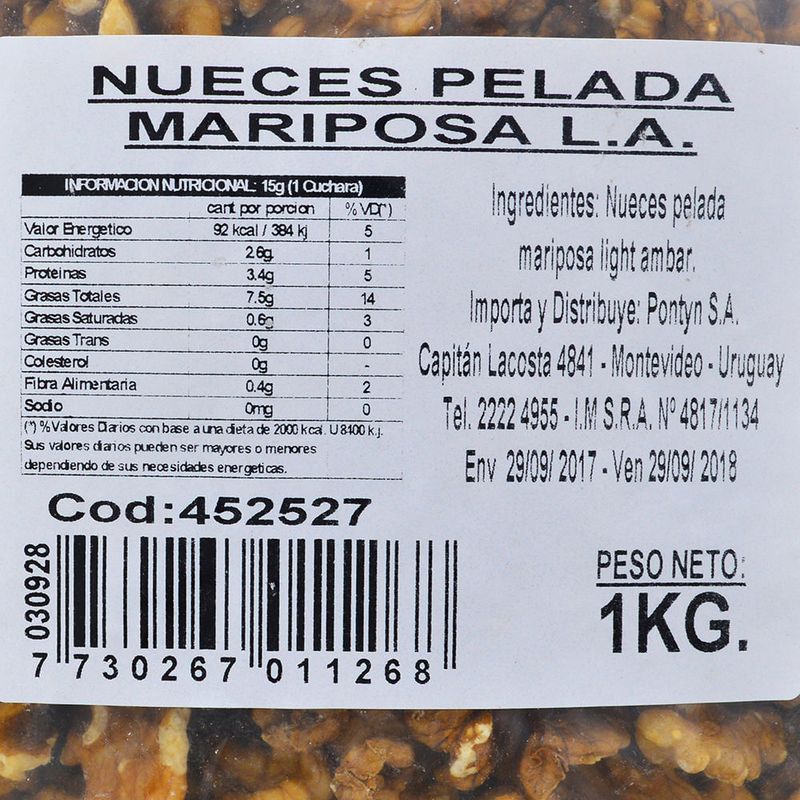 NUECES PELADA
MARIPOSA L.A.
INFORMACION NUTRICIONAL: 15g (1 Cuchara)
cant por porcion % VD(*)
Valor Energetico 92 kcal / 384 kj 5
Carbohidratos 2.6g 1
Proteinas 3.4g 5
Grasas Totales 7.5g 14
Grasas Saturadas 0.6g 3
Grasas Trans 0g 0
Colesterol 0g -
Fibra Alimentaria 0.4g 2
Sodio 0mg 0
(*) % Valores Diarios con base a una dieta de 2000 kcal. U 8400 k.j.
Sus valores diarios pueden ser mayores o menores
dependiendo de sus necesidades energeticas.
Ingredientes: Nueces pelada
mariposa light ambar.
Importa y Distribuye: Pontyn S.A.
Capitán Lacosta 4841 - Montevideo - Uruguay
Tel. 2222 4955 - I.M S.R.A. Nº 4817/1134
Env 29/09/ 2017 - Ven 29/09/ 2018
Cod:452527
030928
7 730267 011268
PESO NETO:
1KG.